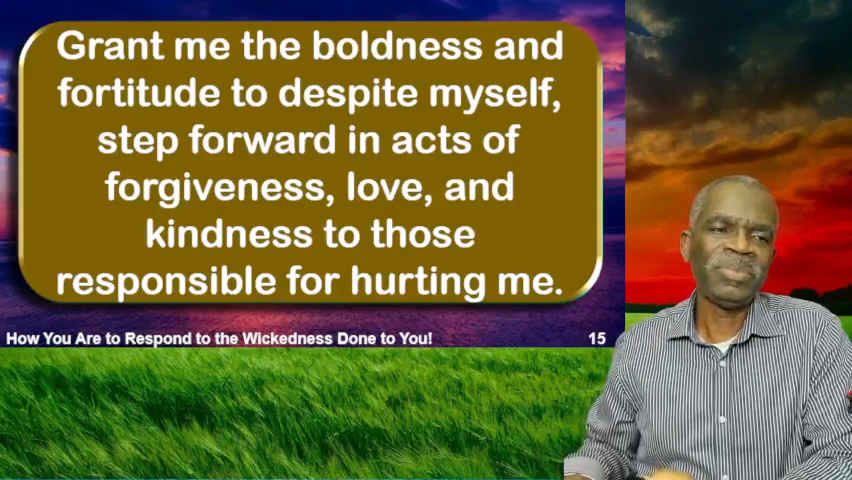 Grant me the boldness and
fortitude to despite myself,
step forward in acts of
forgiveness, love, and
kindness to those
responsible for hurting me.
How You Are to Respond to the Wickedness Done to You! 15